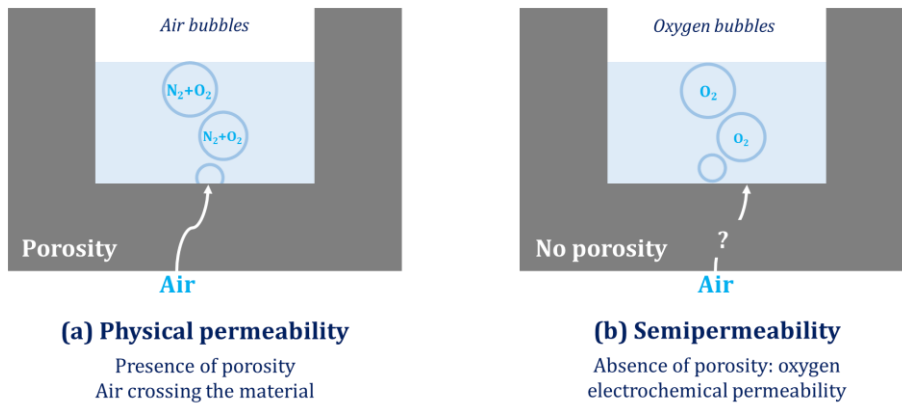 Air bubbles
N₂+O₂
N₂+O₂
Porosity
Air
(a) Physical permeability
Presence of porosity
Air crossing the material
Oxygen bubbles
O₂
O₂
?
No porosity
Air
(b) Semipermeability
Absence of porosity: oxygen
electrochemical permeability